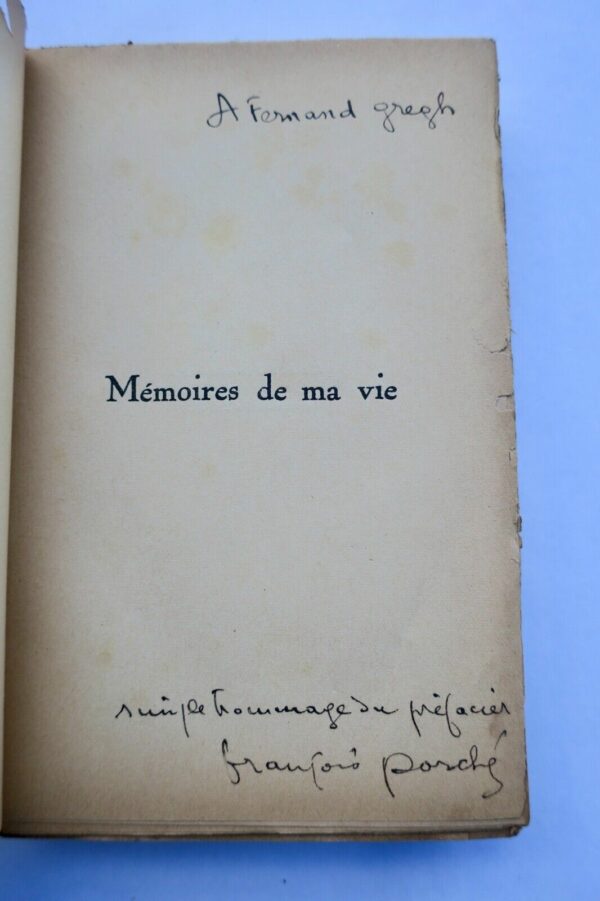 A Fernand gregh
Mémoires de ma vie
simple hommage du préfacier
françois porché